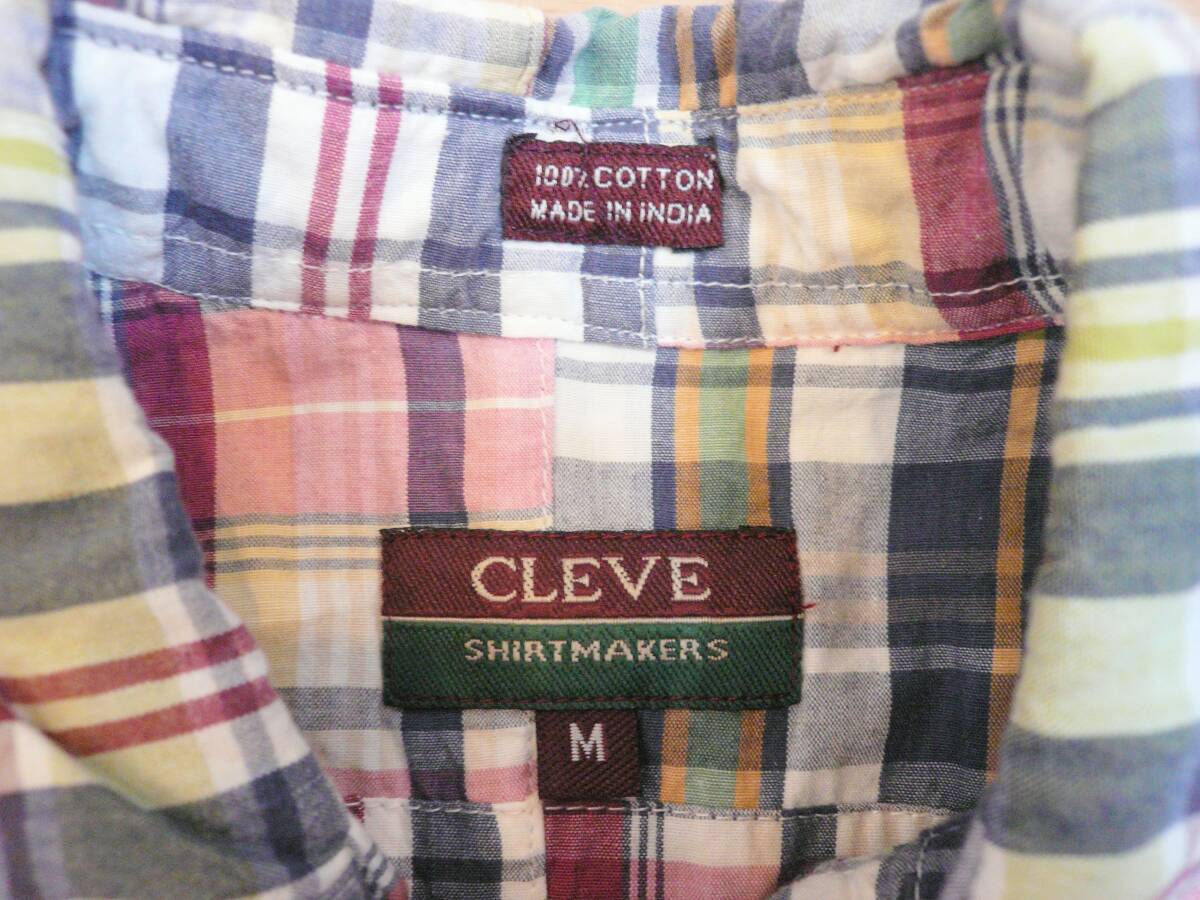 100% COTTON
MADE IN INDIA
CLEVE
SHIRTMAKERS
M